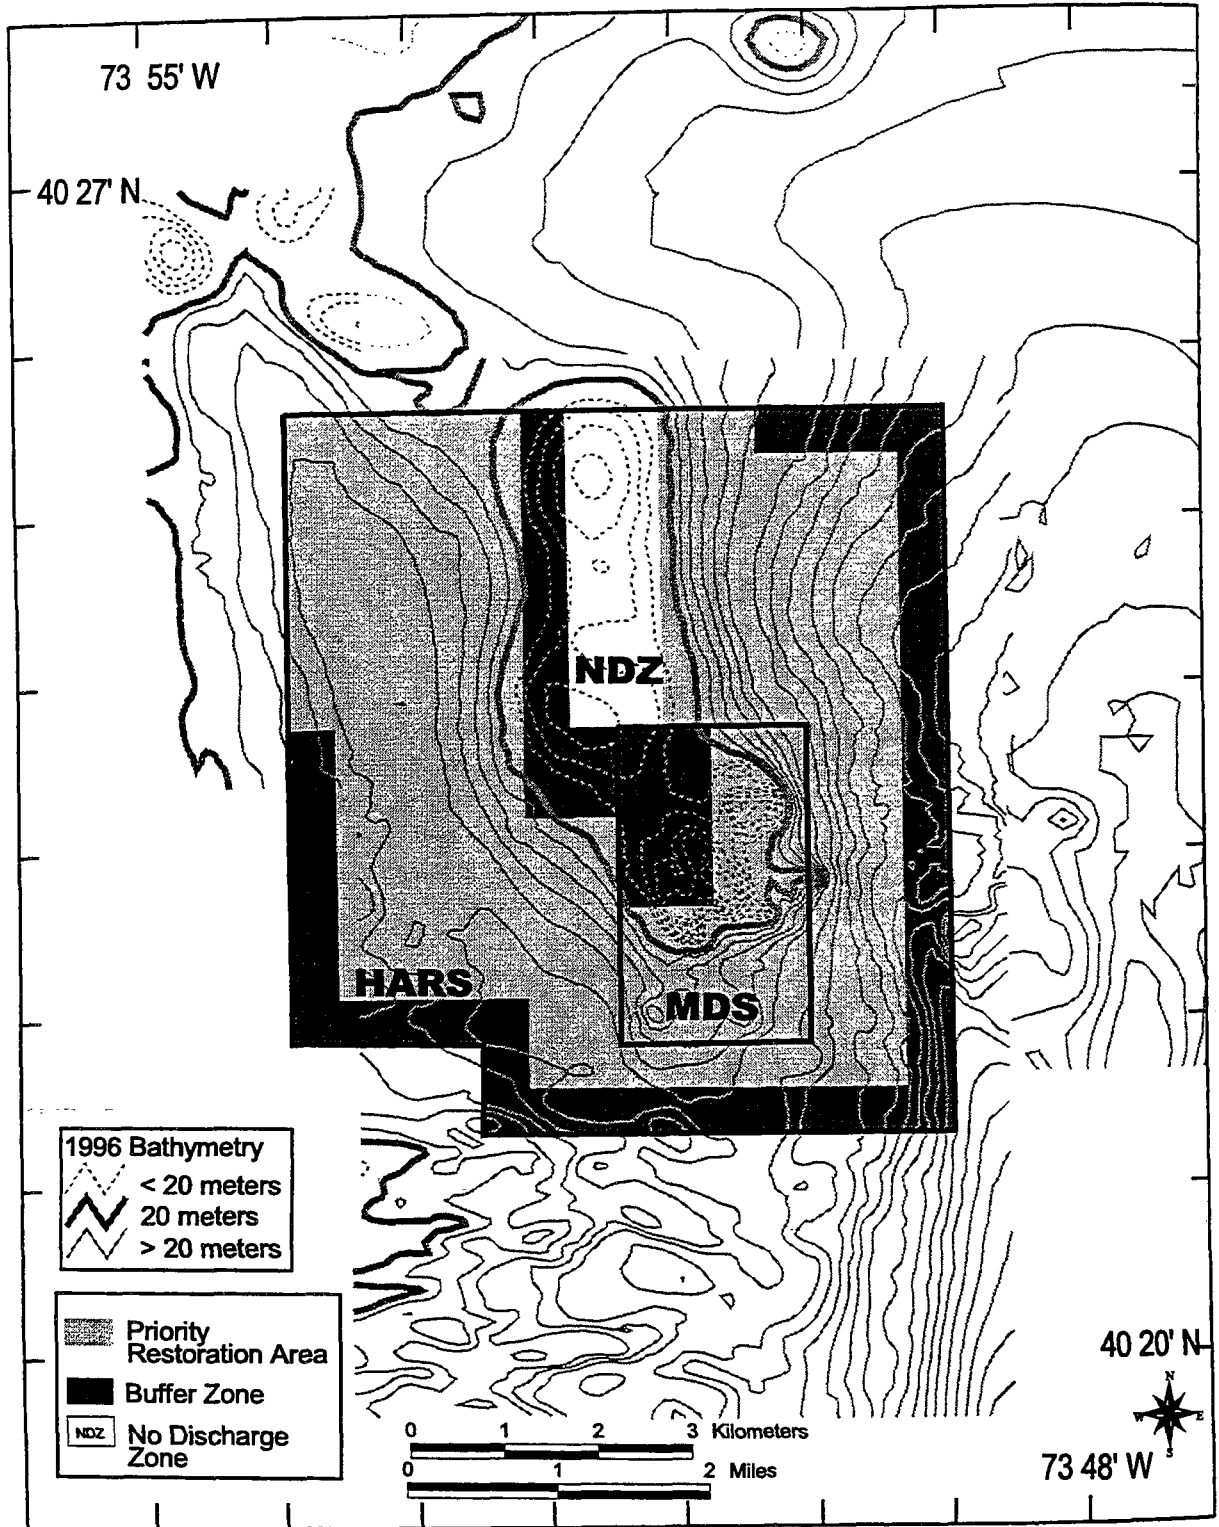 73 55' W
40 27' N
NDZ
HARS
MDS
1996 Bathymetry
< 20 meters
20 meters
> 20 meters
Priority
Restoration Area
Buffer Zone
NDZ No Discharge
Zone
0 1 2 3 Kilometers
0 1 2 Miles
40 20' N
N
W E
S
73 48' W